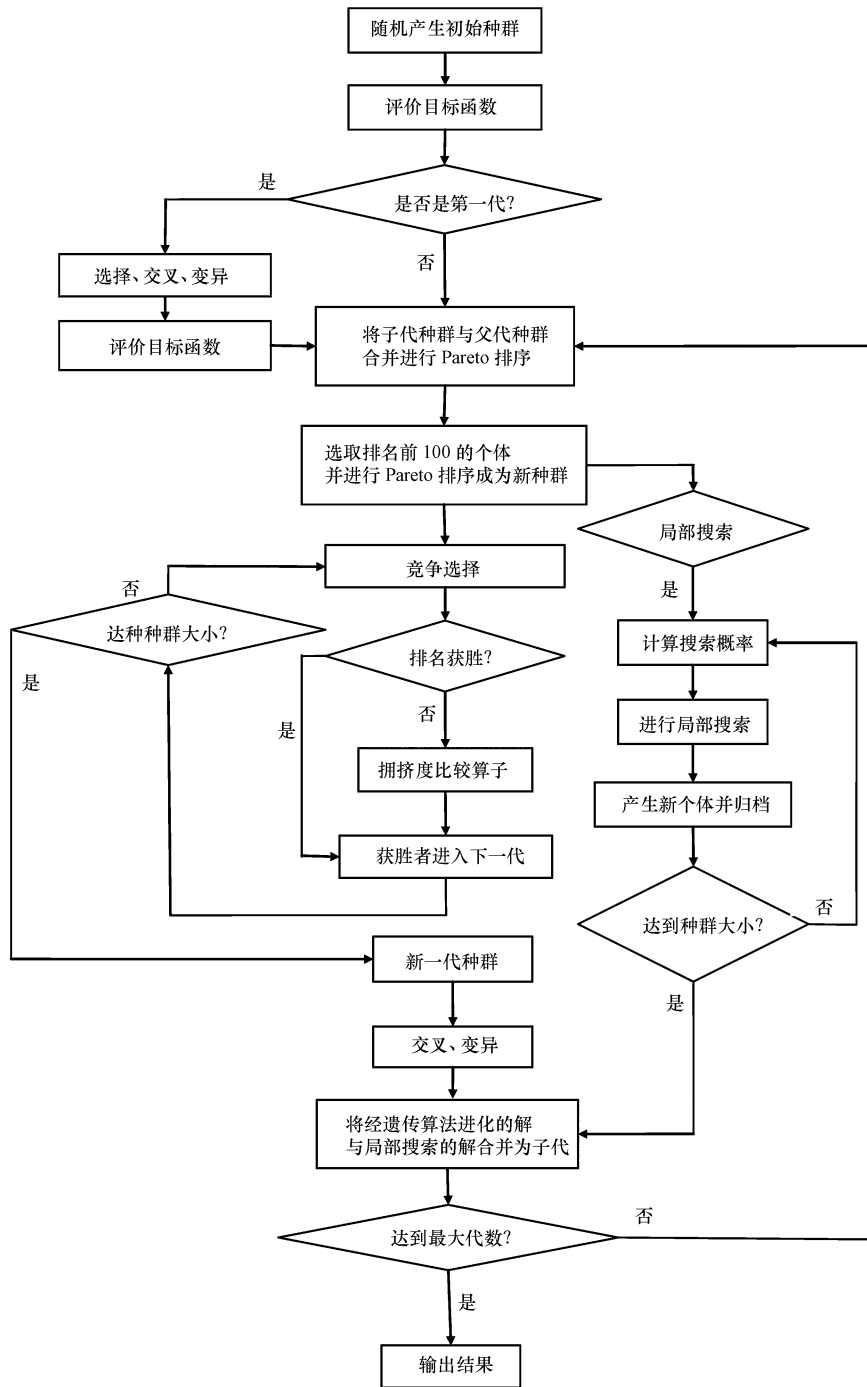 随机产生初始种群
评价目标函数
是
是否是第一代?
选择、交叉、变异
否
评价目标函数
将子代种群与父代种群
合并进行 Pareto 排序
选取排名前 100 的个体
并进行 Pareto 排序成为新种群
局部搜索
竞争选择
否
是
达种种群大小?
计算搜索概率
排名获胜?
是
否
是
进行局部搜索
拥挤度比较算子
产生新个体并归档
获胜者进入下一代
否
达到种群大小?
新一代种群
是
交叉、变异
将经遗传算法进化的解
与局部搜索的解合并为子代
否
达到最大代数?
是
输出结果